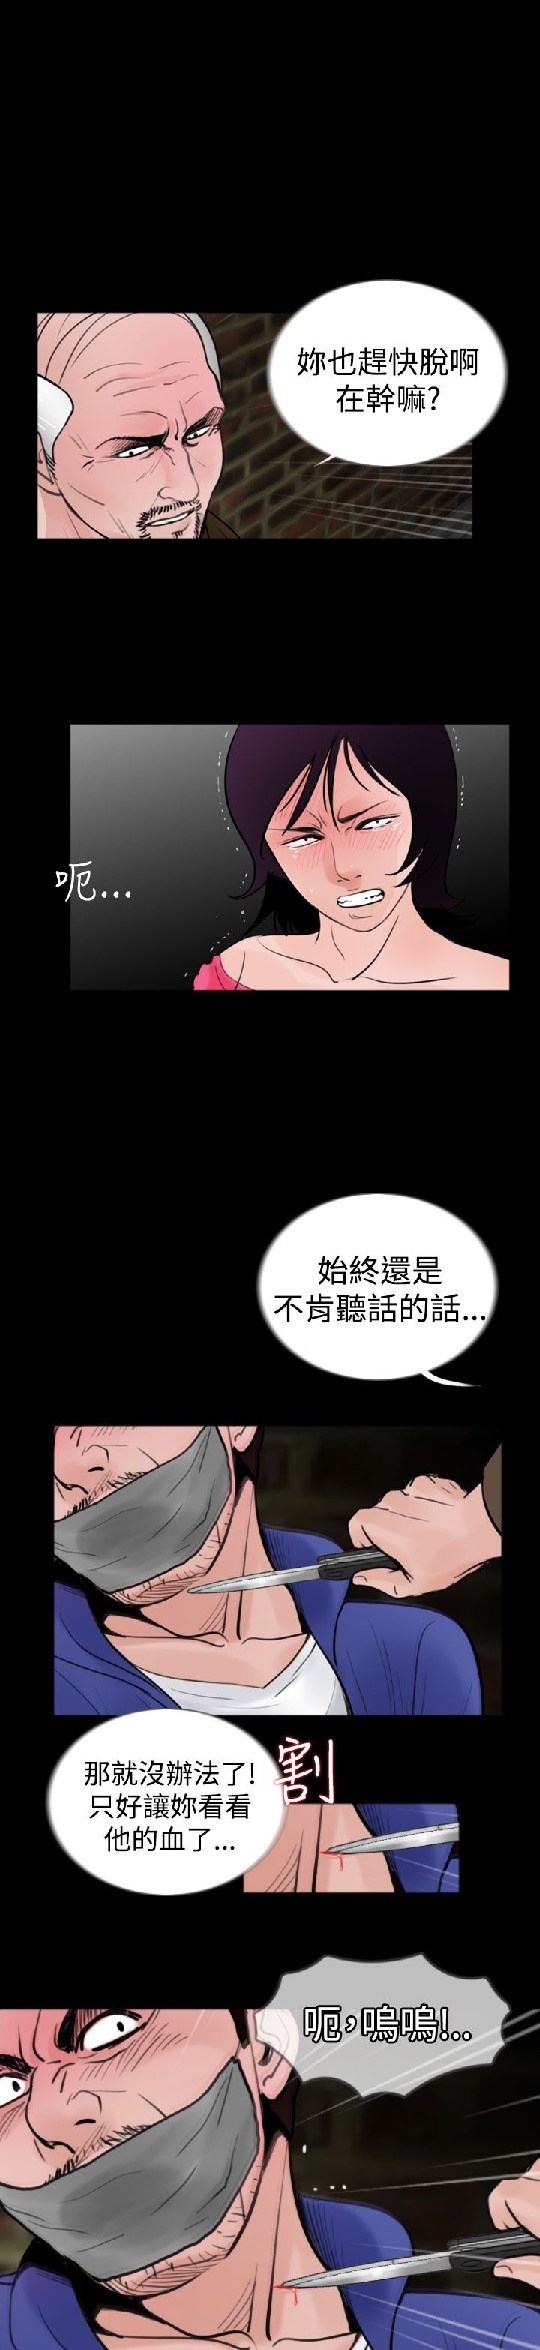 妳也趕快脫啊
在幹嘛?
呃...
始終還是
不肯聽話的話...
那就沒辦法了!
只好讓妳看看
他的血了...
割
呃,嗚嗚!..